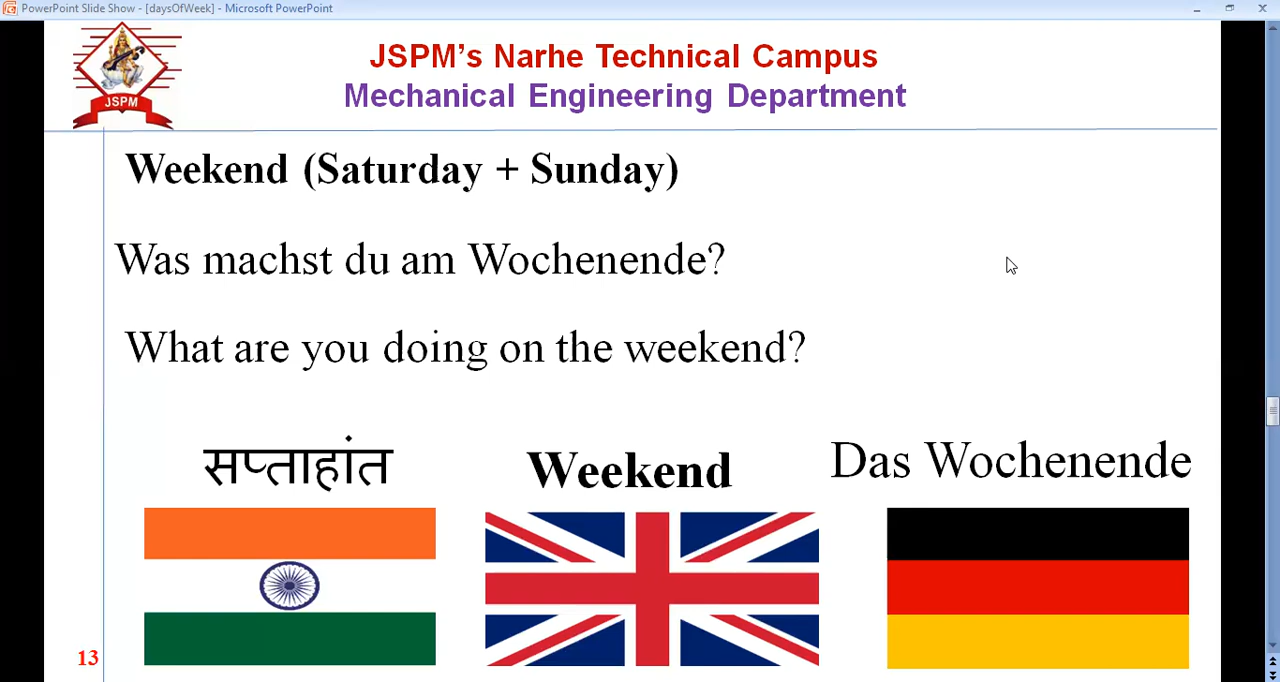 PowerPoint Slide Show - [daysOfWeek] - Microsoft PowerPoint
JSPM's Narhe Technical Campus
Mechanical Engineering Department
JSPM
Weekend (Saturday + Sunday)
Was machst du am Wochenende?
What are you doing on the weekend?
सप्ताहांत
Weekend
Das Wochenende
13